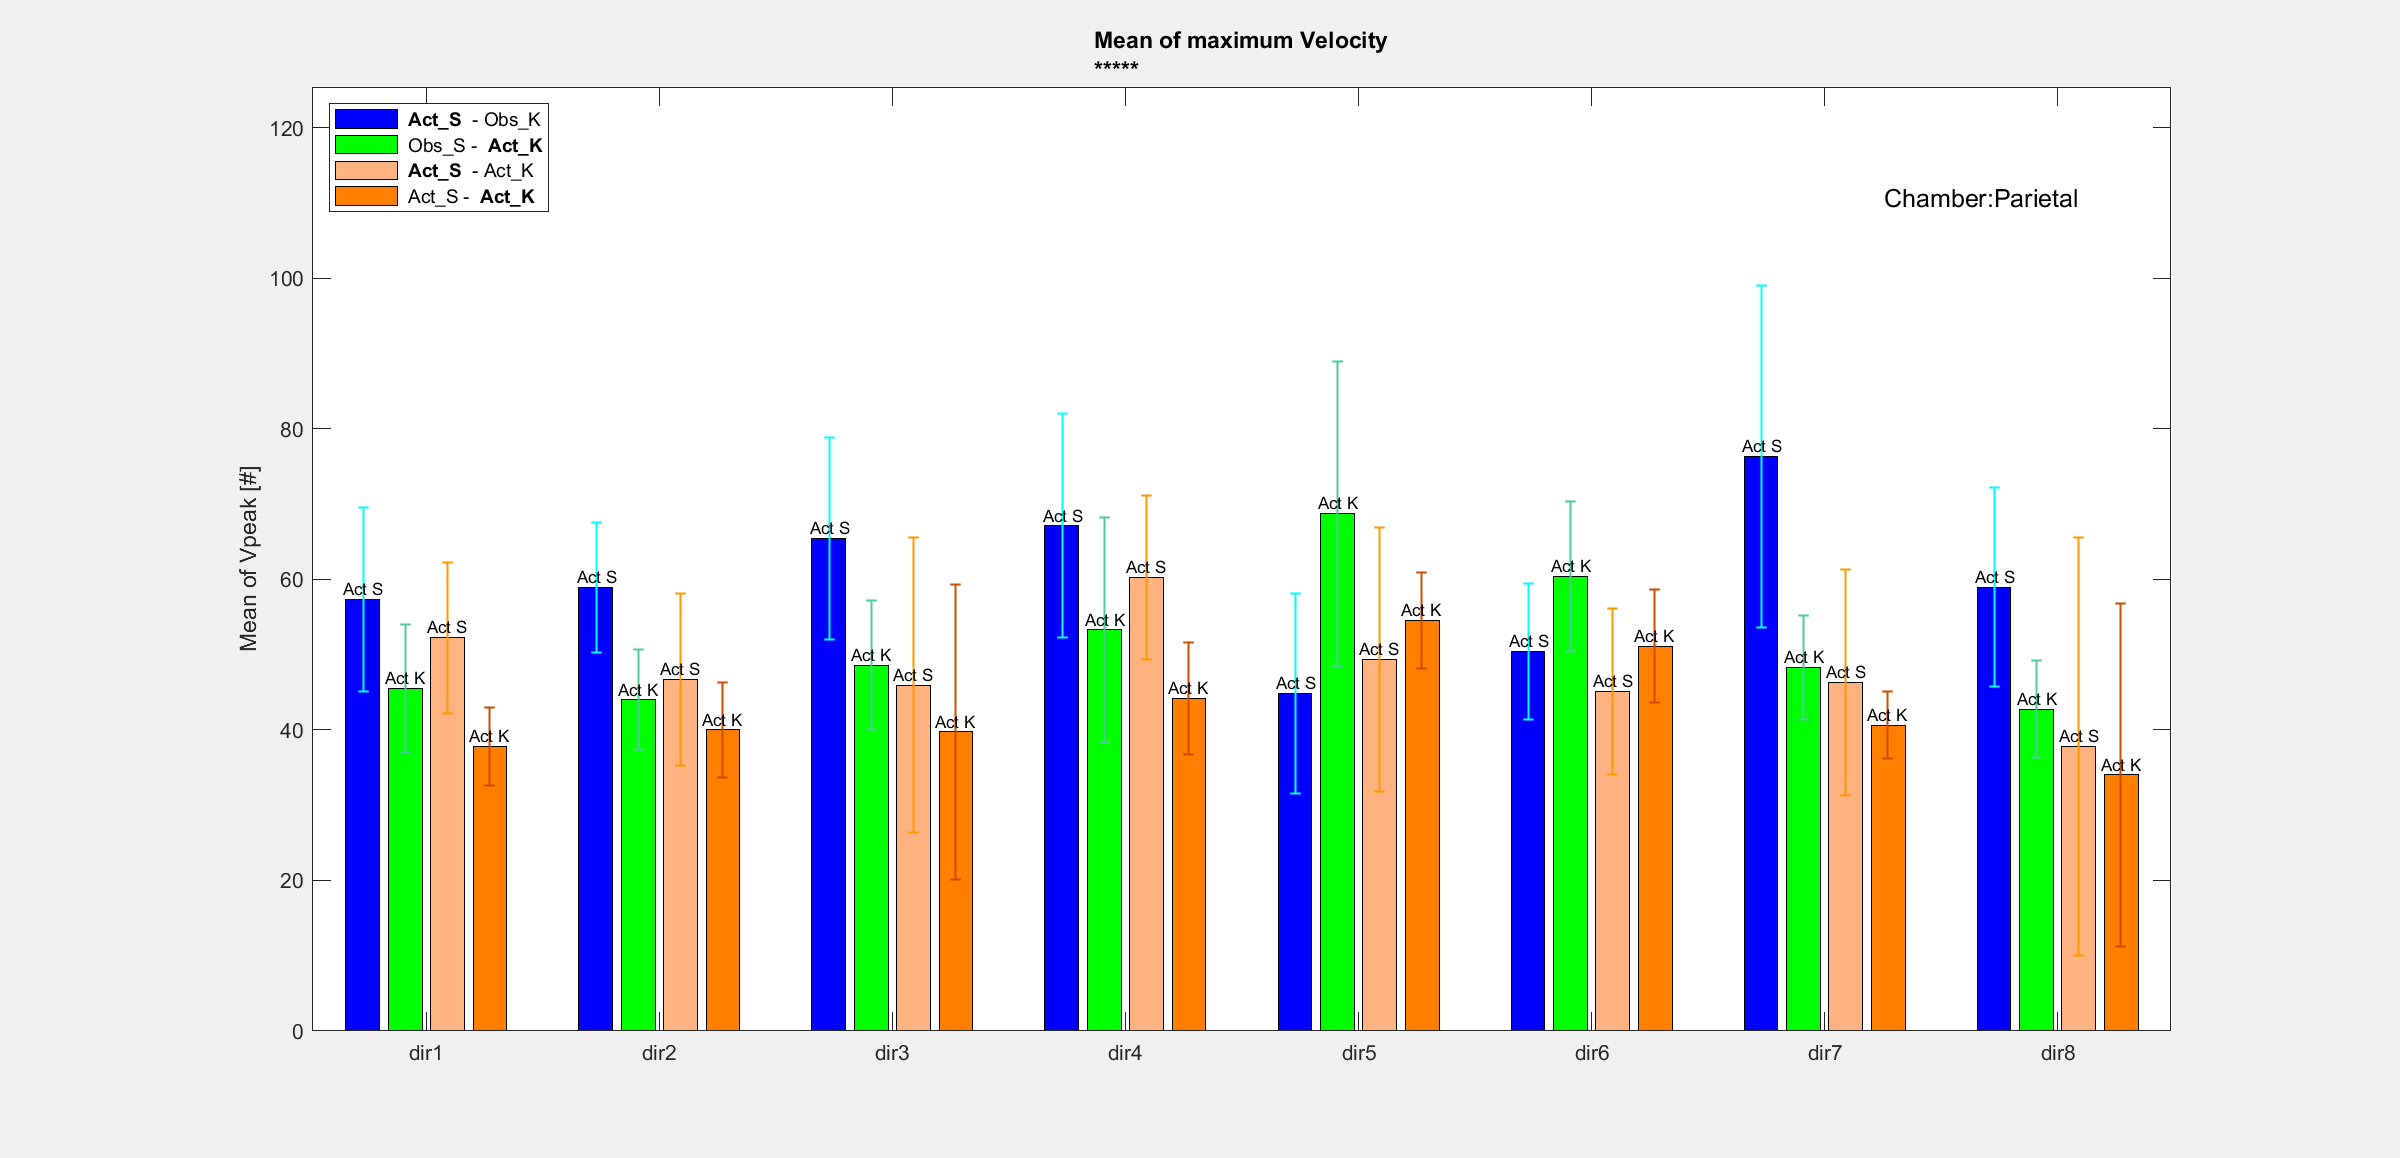 Mean of maximum Velocity
*****
Act_S - Obs_K
Obs_S - Act_K
Act_S - Act_K
Act_S - Act_K
Chamber:Parietal
Mean of Vpeak [#]
120
100
80
60
40
20
0
Act S
Act K
Act S
Act K
Act S
Act K
Act S
Act K
Act S
Act K
Act S
Act K
Act S
Act K
Act S
Act K
Act S
Act K
Act S
Act K
Act S
Act K
Act S
Act K
Act S
Act K
Act S
Act K
Act S
Act K
Act S
Act K
dir1
dir2
dir3
dir4
dir5
dir6
dir7
dir8